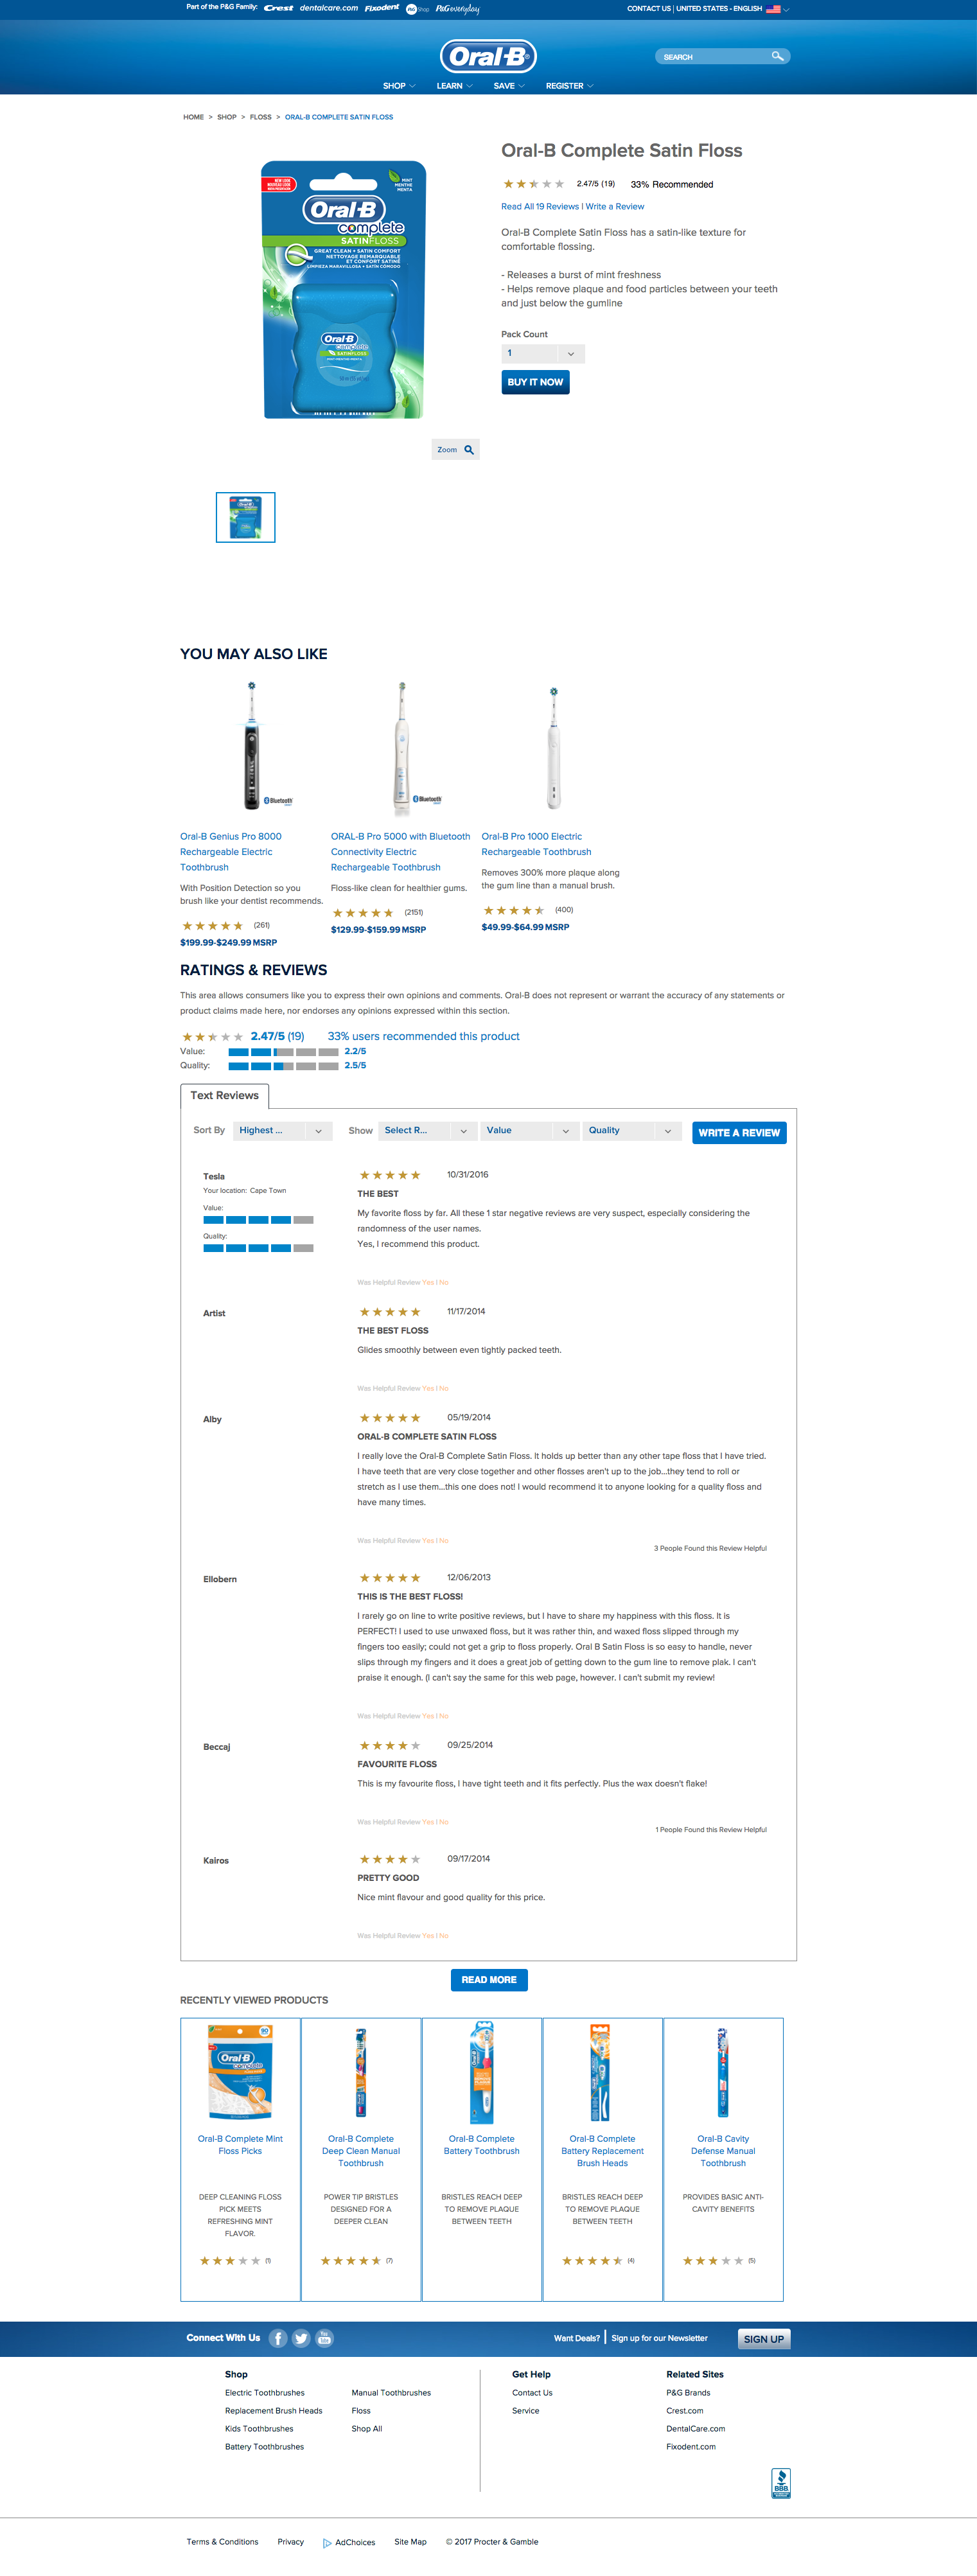 Part of the P&G Family: Crest dentalcare.com Fixodent P&G Shop P&Geveryday
CONTACT US | UNITED STATES - ENGLISH
Oral-B
SEARCH
SHOP LEARN SAVE REGISTER
HOME > SHOP > FLOSS > ORAL-B COMPLETE SATIN FLOSS
Oral-B Complete Satin Floss
2.47/5 (19) 33% Recommended
Read All 19 Reviews | Write a Review
Oral-B Complete Satin Floss has a satin-like texture for
comfortable flossing.
- Releases a burst of mint freshness
- Helps remove plaque and food particles between your teeth
and just below the gumline
Pack Count
1
BUY IT NOW
NEW LOOK
NOUVEAU LOOK
MINT
MENTHE
MENTA
Oral-B
complete
SATINFLOSS
GREAT CLEAN + SATIN COMFORT
NETTOYAGE REMARQUABLE
ET CONFORT SATINÉ
LIMPIEZA MARAVILLOSA + SATIN CÓMODO
Oral-B
complete
SATINFLOSS
Zoom
YOU MAY ALSO LIKE
Bluetooth
Bluetooth
Oral-B Genius Pro 8000
Rechargeable Electric
Toothbrush
With Position Detection so you
brush like your dentist recommends.
(261)
$199.99-$249.99 MSRP
ORAL-B Pro 5000 with Bluetooth
Connectivity Electric
Rechargeable Toothbrush
Floss-like clean for healthier gums.
(2151)
$129.99-$159.99 MSRP
Oral-B Pro 1000 Electric
Rechargeable Toothbrush
Removes 300% more plaque along
the gum line than a manual brush.
(400)
$49.99-$64.99 MSRP
RATINGS & REVIEWS
This area allows consumers like you to express their own opinions and comments. Oral-B does not represent or warrant the accuracy of any statements or
product claims made here, nor endorses any opinions expressed within this section.
2.47/5 (19) 33% users recommended this product
Value: 2.2/5
Quality: 2.5/5
Text Reviews
Sort By Highest ... Show Select R... Value Quality WRITE A REVIEW
Tesla
Your location: Cape Town
Value:
Quality:
10/31/2016
THE BEST
My favorite floss by far. All these 1 star negative reviews are very suspect, especially considering the
randomness of the user names.
Yes, I recommend this product.
Was Helpful Review Yes | No
Artist
11/17/2014
THE BEST FLOSS
Glides smoothly between even tightly packed teeth.
Was Helpful Review Yes | No
Alby
05/19/2014
ORAL-B COMPLETE SATIN FLOSS
I really love the Oral-B Complete Satin Floss. It holds up better than any other tape floss that I have tried.
I have teeth that are very close together and other flosses aren't up to the job...they tend to roll or
stretch as I use them...this one does not! I would recommend it to anyone looking for a quality floss and
have many times.
Was Helpful Review Yes | No
3 People Found this Review Helpful
Ellobern
12/06/2013
THIS IS THE BEST FLOSS!
I rarely go on line to write positive reviews, but I have to share my happiness with this floss. It is
PERFECT! I used to use unwaxed floss, but it was rather thin, and waxed floss slipped through my
fingers too easily; could not get a grip to floss properly. Oral B Satin Floss is so easy to handle, never
slips through my fingers and it does a great job of getting down to the gum line to remove plak. I can't
praise it enough. (I can't say the same for this web page, however. I can't submit my review!
Was Helpful Review Yes | No
Beccaj
09/25/2014
FAVOURITE FLOSS
This is my favourite floss, I have tight teeth and it fits perfectly. Plus the wax doesn't flake!
Was Helpful Review Yes | No
1 People Found this Review Helpful
Kairos
09/17/2014
PRETTY GOOD
Nice mint flavour and good quality for this price.
Was Helpful Review Yes | No
READ MORE
RECENTLY VIEWED PRODUCTS
Oral-B
complete
Oral-B Complete Mint
Floss Picks
DEEP CLEANING FLOSS
PICK MEETS
REFRESHING MINT
FLAVOR.
(1)
Oral-B Complete
Deep Clean Manual
Toothbrush
POWER TIP BRISTLES
DESIGNED FOR A
DEEPER CLEAN
(7)
Oral-B Complete
Battery Toothbrush
BRISTLES REACH DEEP
TO REMOVE PLAQUE
BETWEEN TEETH
Oral-B Complete
Battery Replacement
Brush Heads
BRISTLES REACH DEEP
TO REMOVE PLAQUE
BETWEEN TEETH
(4)
Oral-B Cavity
Defense Manual
Toothbrush
PROVIDES BASIC ANTI-
CAVITY BENEFITS
(5)
Connect With Us
Want Deals? | Sign up for our Newsletter
SIGN UP
Shop
Electric Toothbrushes
Replacement Brush Heads
Kids Toothbrushes
Battery Toothbrushes
Manual Toothbrushes
Floss
Shop All
Get Help
Contact Us
Service
Related Sites
P&G Brands
Crest.com
DentalCare.com
Fixodent.com
BBB
Terms & Conditions Privacy AdChoices Site Map © 2017 Procter & Gamble